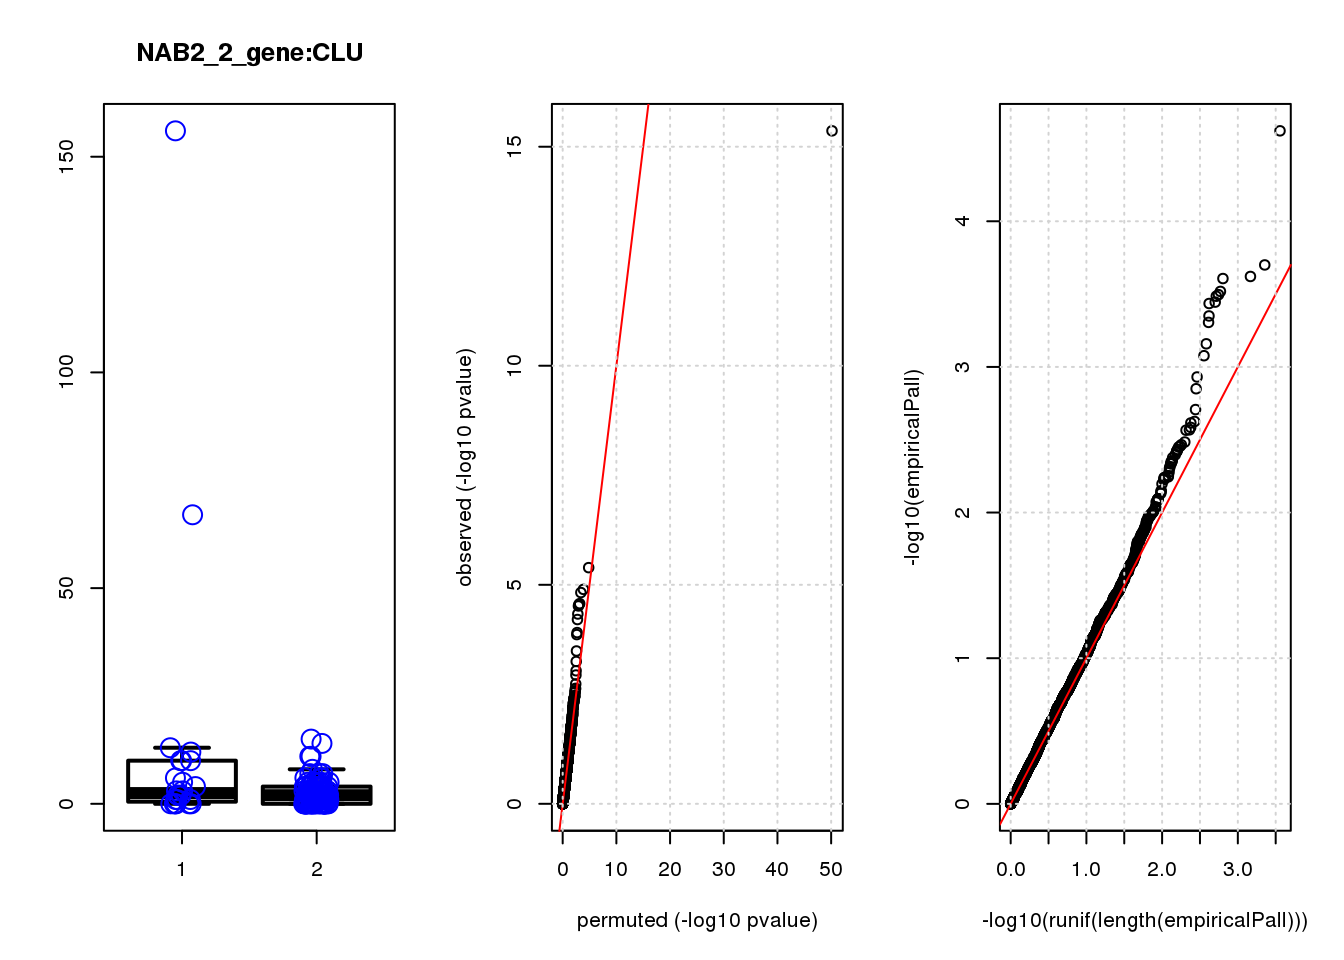 NAB2_2_gene:CLU
150
100
50
0
1
2
observed (-log10 pvalue)
15
10
5
0
0 10 20 30 40 50
permuted (-log10 pvalue)
-log10(empiricalPall)
4
3
2
1
0
0.0 1.0 2.0 3.0
-log10(runif(length(empiricalPall)))